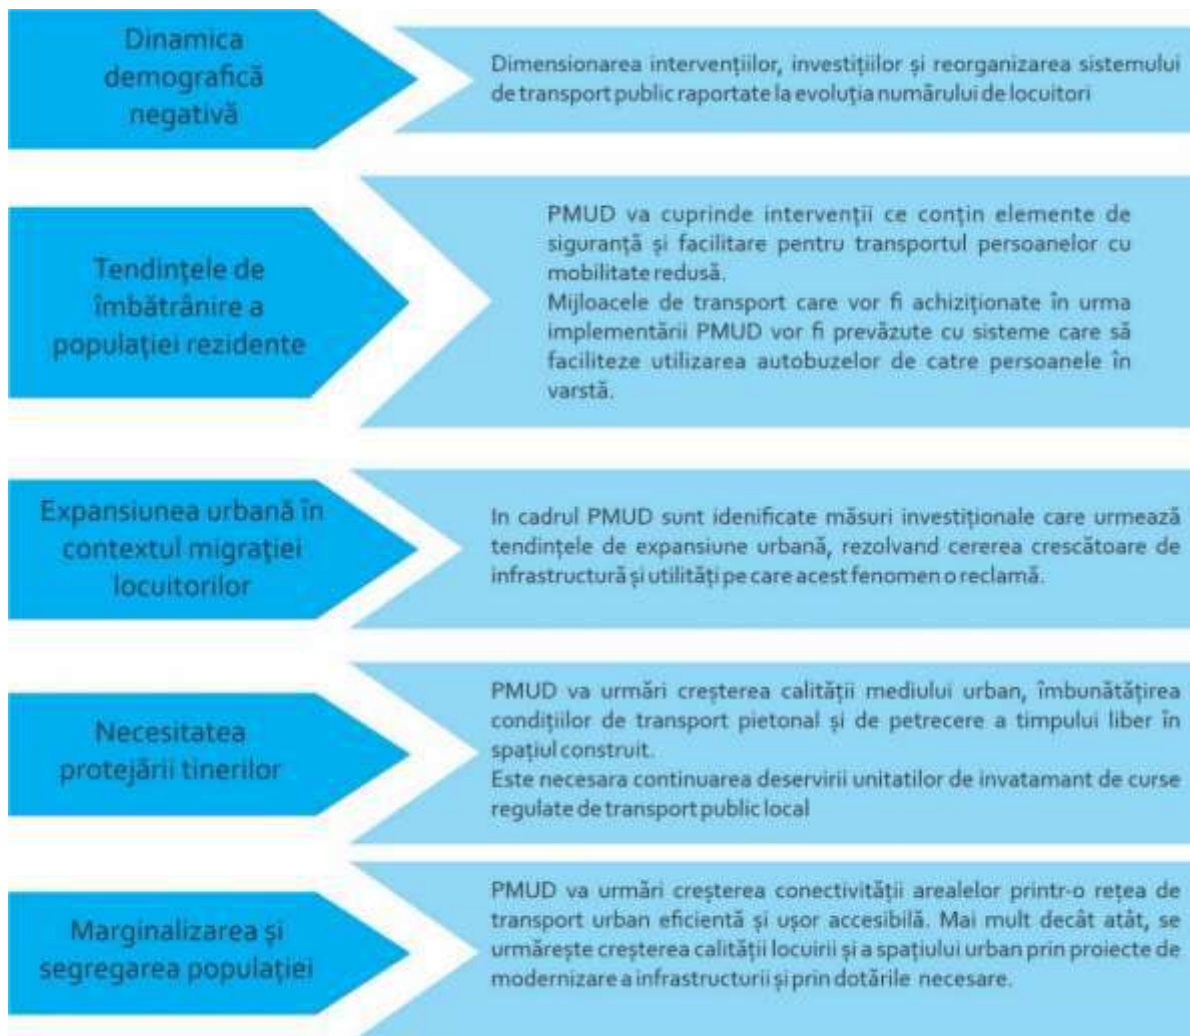 Dinamica
demografică
negativă
Dimensionarea intervențiilor, investițiilor și reorganizarea sistemului
de transport public raportate la evoluția numărului de locuitori
Tendințele de
îmbătrânire a
populației rezidente
PMUD va cuprinde intervenții ce conțin elemente de
siguranță și facilitare pentru transportul persoanelor cu
mobilitate redusă.
Mijloacele de transport care vor fi achiziționate în urma
implementării PMUD vor fi prevăzute cu sisteme care să
faciliteze utilizarea autobuzelor de catre persoanele în
varstă.
Expansiunea urbană în
contextul migrației
locuitorilor
In cadrul PMUD sunt idenificate măsuri investiționale care urmează
tendințele de expansiune urbană, rezolvand cererea crescătoare de
infrastructură și utilități pe care acest fenomen o reclamă.
Necesitatea
protejării tinerilor
PMUD va urmări creșterea calității mediului urban, îmbunătățirea
condițiilor de transport pietonal și de petrecere a timpului liber în
spațiul construit.
Este necesara continuarea deservirii unitatilor de invatamant de curse
regulate de transport public local
Marginalizarea și
segregarea populației
PMUD va urmări creșterea conectivității arealelor printr-o rețea de
transport urban eficientă și ușor accesibilă. Mai mult decât atât, se
urmărește creșterea calității locuirii și a spațiului urban prin proiecte de
modernizare a infrastructurii și prin dotările necesare.